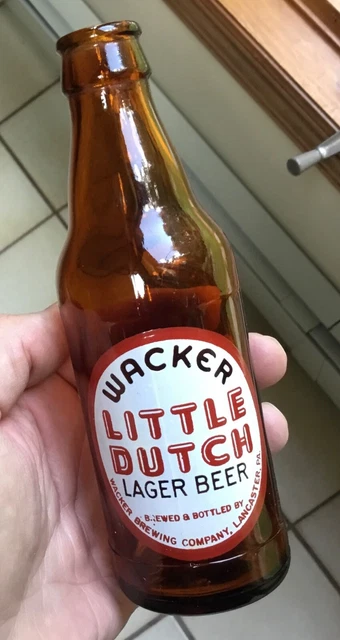 WACKER
LITTLE
DUTCH
LAGER BEER
BREWED & BOTTLED BY
WACKER BREWING COMPANY, LANCASTER, PA.